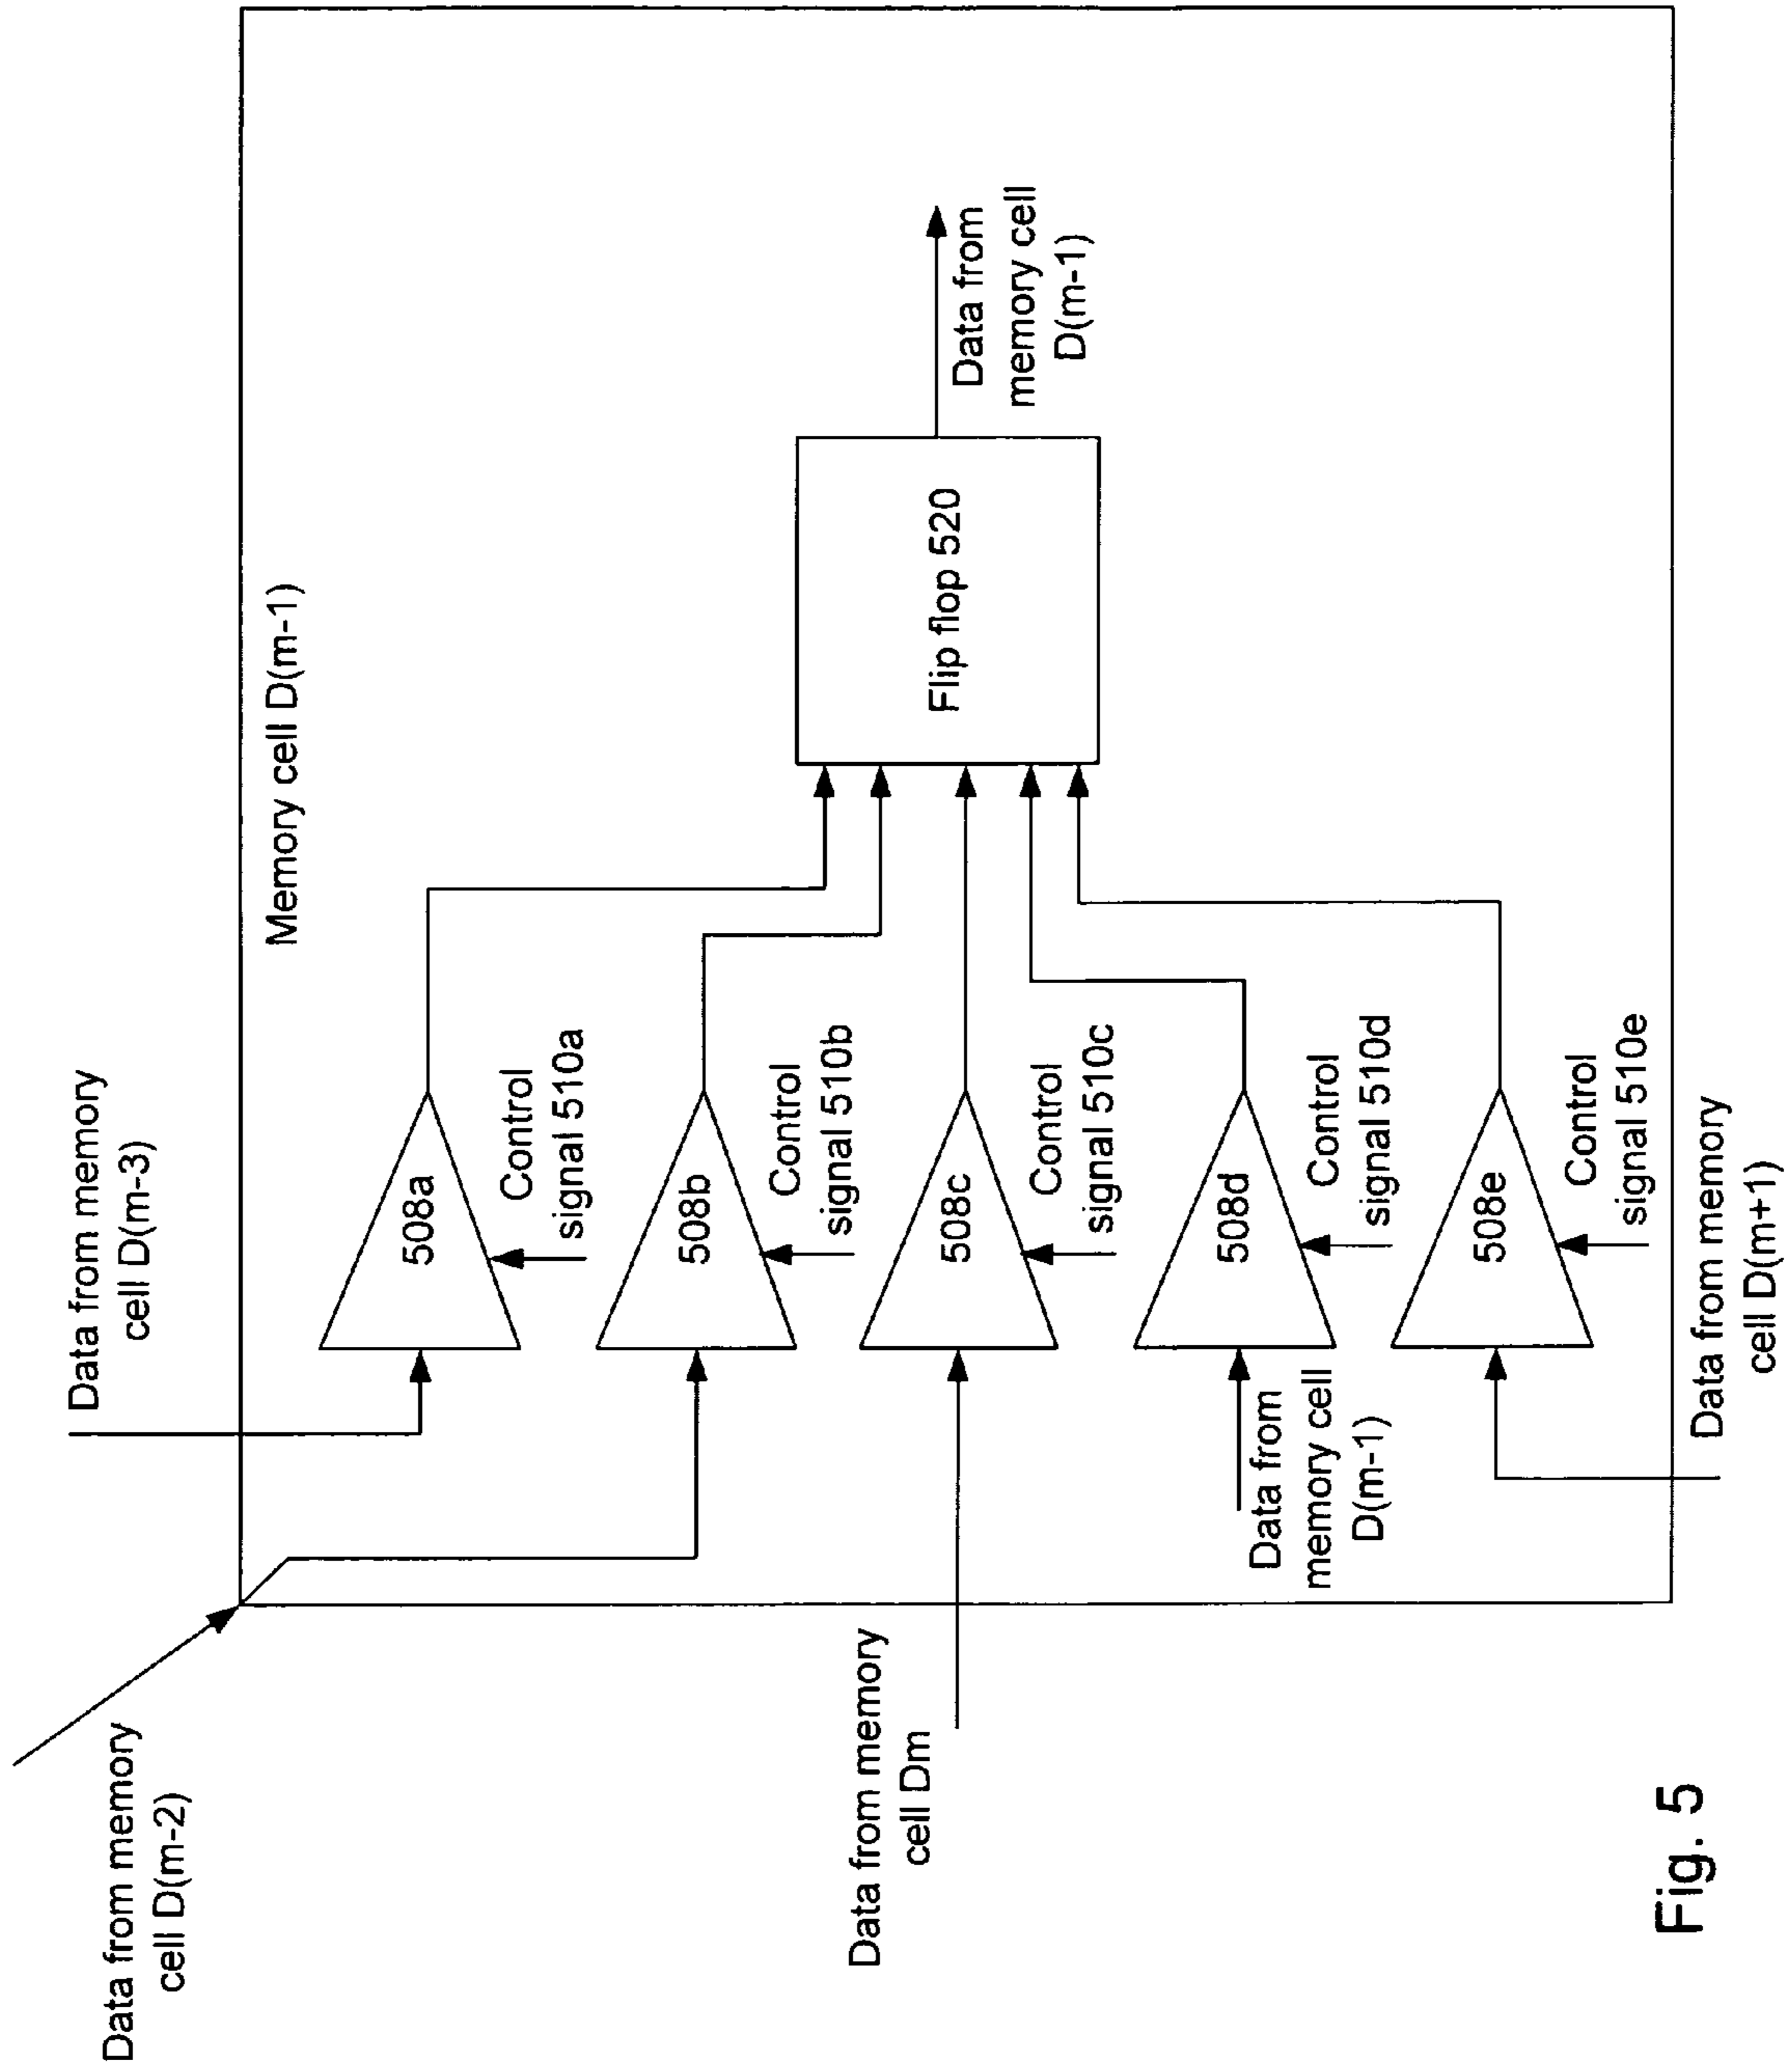 Data from memory
cell D(m-3)
Data from memory
cell D(m-2)
Memory cell D(m-1)
508a
Control
signal 510a
508b
Control
signal 510b
Data from memory
cell Dm
508c
Control
signal 510c
Flip flop 520
Data from
memory cell
D(m-1)
Data from
memory cell
D(m-1)
508d
Control
signal 510d
508e
Control
signal 510e
Data from memory
cell D(m+1)
Fig. 5